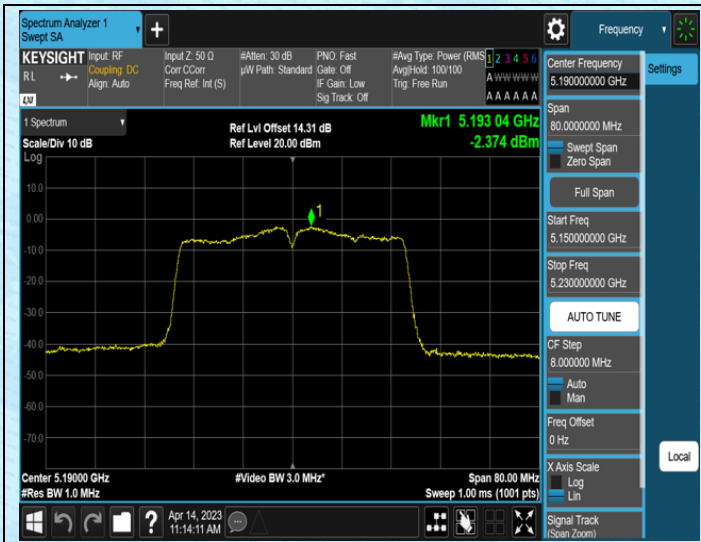 Spectrum Analyzer 1
Swept SA
+
Frequency
KEYSIGHT
RL
LXI
Input: RF
Coupling: DC
Align: Auto
Input Z: 50 Ω
Corr CCorr
Freq Ref: Int (S)
#Atten: 30 dB
µW Path: Standard
PNO: Fast
Gate: Off
IF Gain: Low
Sig Track: Off
#Avg Type: Power (RMS
Avg|Hold: 100/100
Trig: Free Run
1 2 3 4 5 6
A W W W W W
A A A A A A
1 Spectrum
Scale/Div 10 dB
Log
Ref Lvl Offset 14.31 dB
Ref Level 20.00 dBm
Mkr1 5.193 04 GHz
-2.374 dBm
10.0
0.00
-10.0
-20.0
-30.0
-40.0
-50.0
-60.0
-70.0
1
Center 5.19000 GHz
#Res BW 1.0 MHz
#Video BW 3.0 MHz*
Span 80.00 MHz
Sweep 1.00 ms (1001 pts)
?
Apr 14, 2023
11:14:11 AM
Center Frequency
5.190000000 GHz
Span
80.0000000 MHz
Swept Span
Zero Span
Full Span
Start Freq
5.150000000 GHz
Stop Freq
5.230000000 GHz
AUTO TUNE
CF Step
8.000000 MHz
Auto
Man
Freq Offset
0 Hz
X Axis Scale
Log
Lin
Signal Track
(Span Zoom)
Settings
Local